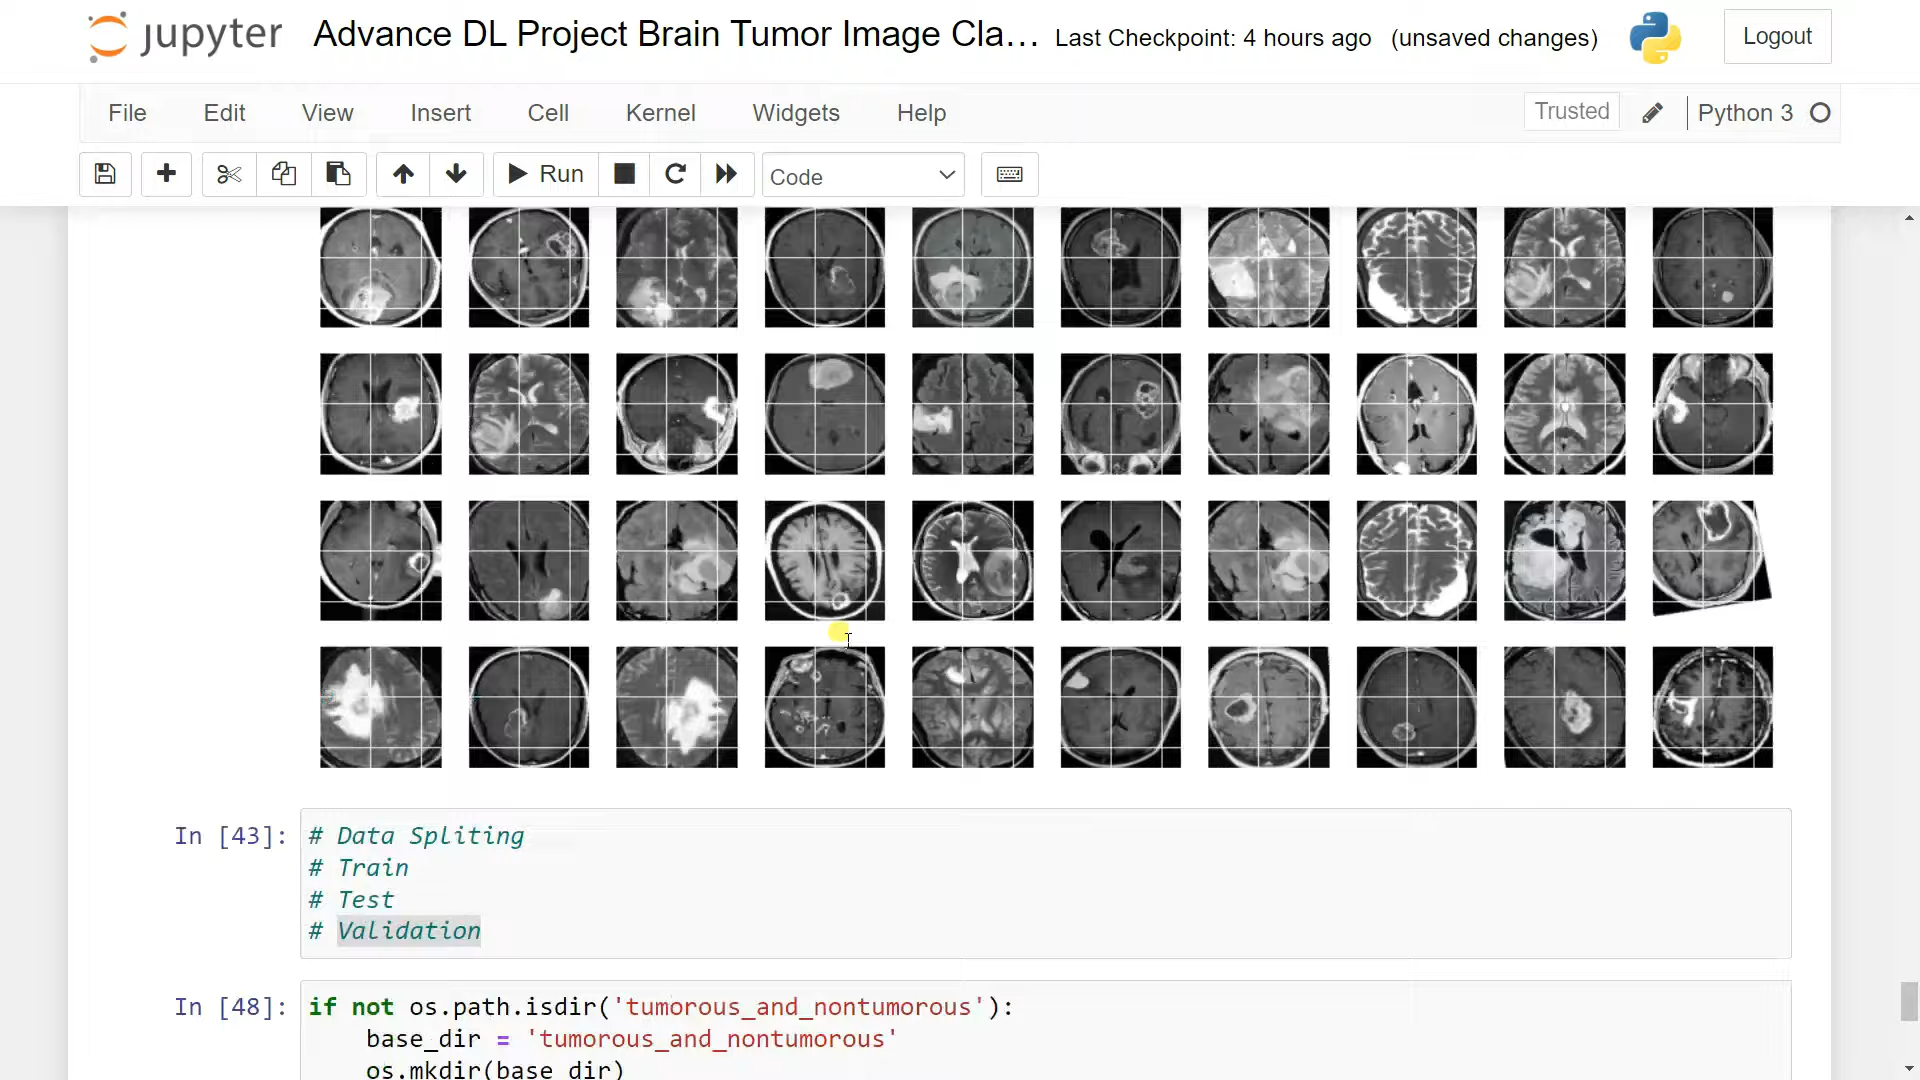 jupyter Advance DL Project Brain Tumor Image Cla... Last Checkpoint: 4 hours ago (unsaved changes) Logout
File Edit View Insert Cell Kernel Widgets Help Trusted Python 3
Run Code
In [43]: # Data Spliting
# Train
# Test
# Validation
In [48]: if not os.path.isdir('tumorous_and_nontumorous'):
base_dir = 'tumorous_and_nontumorous'
os.mkdir(base_dir)